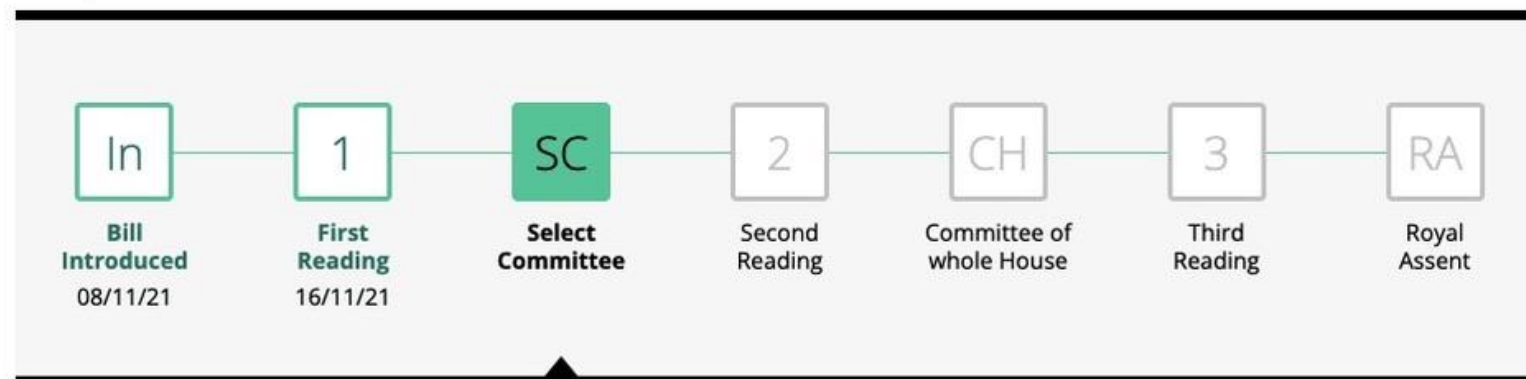 In
1
SC
2
CH
3
RA
Bill
Introduced
08/11/21
First
Reading
16/11/21
Select
Committee
Second
Reading
Committee of
whole House
Third
Reading
Royal
Assent